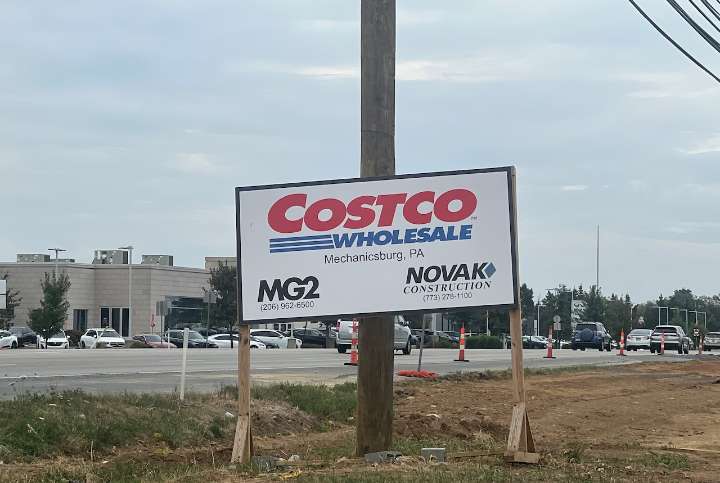 COSTCO
WHOLESALE
Mechanicsburg, PA
MG2
(206) 962-6500
NOVAK
CONSTRUCTION
(773) 278-1100